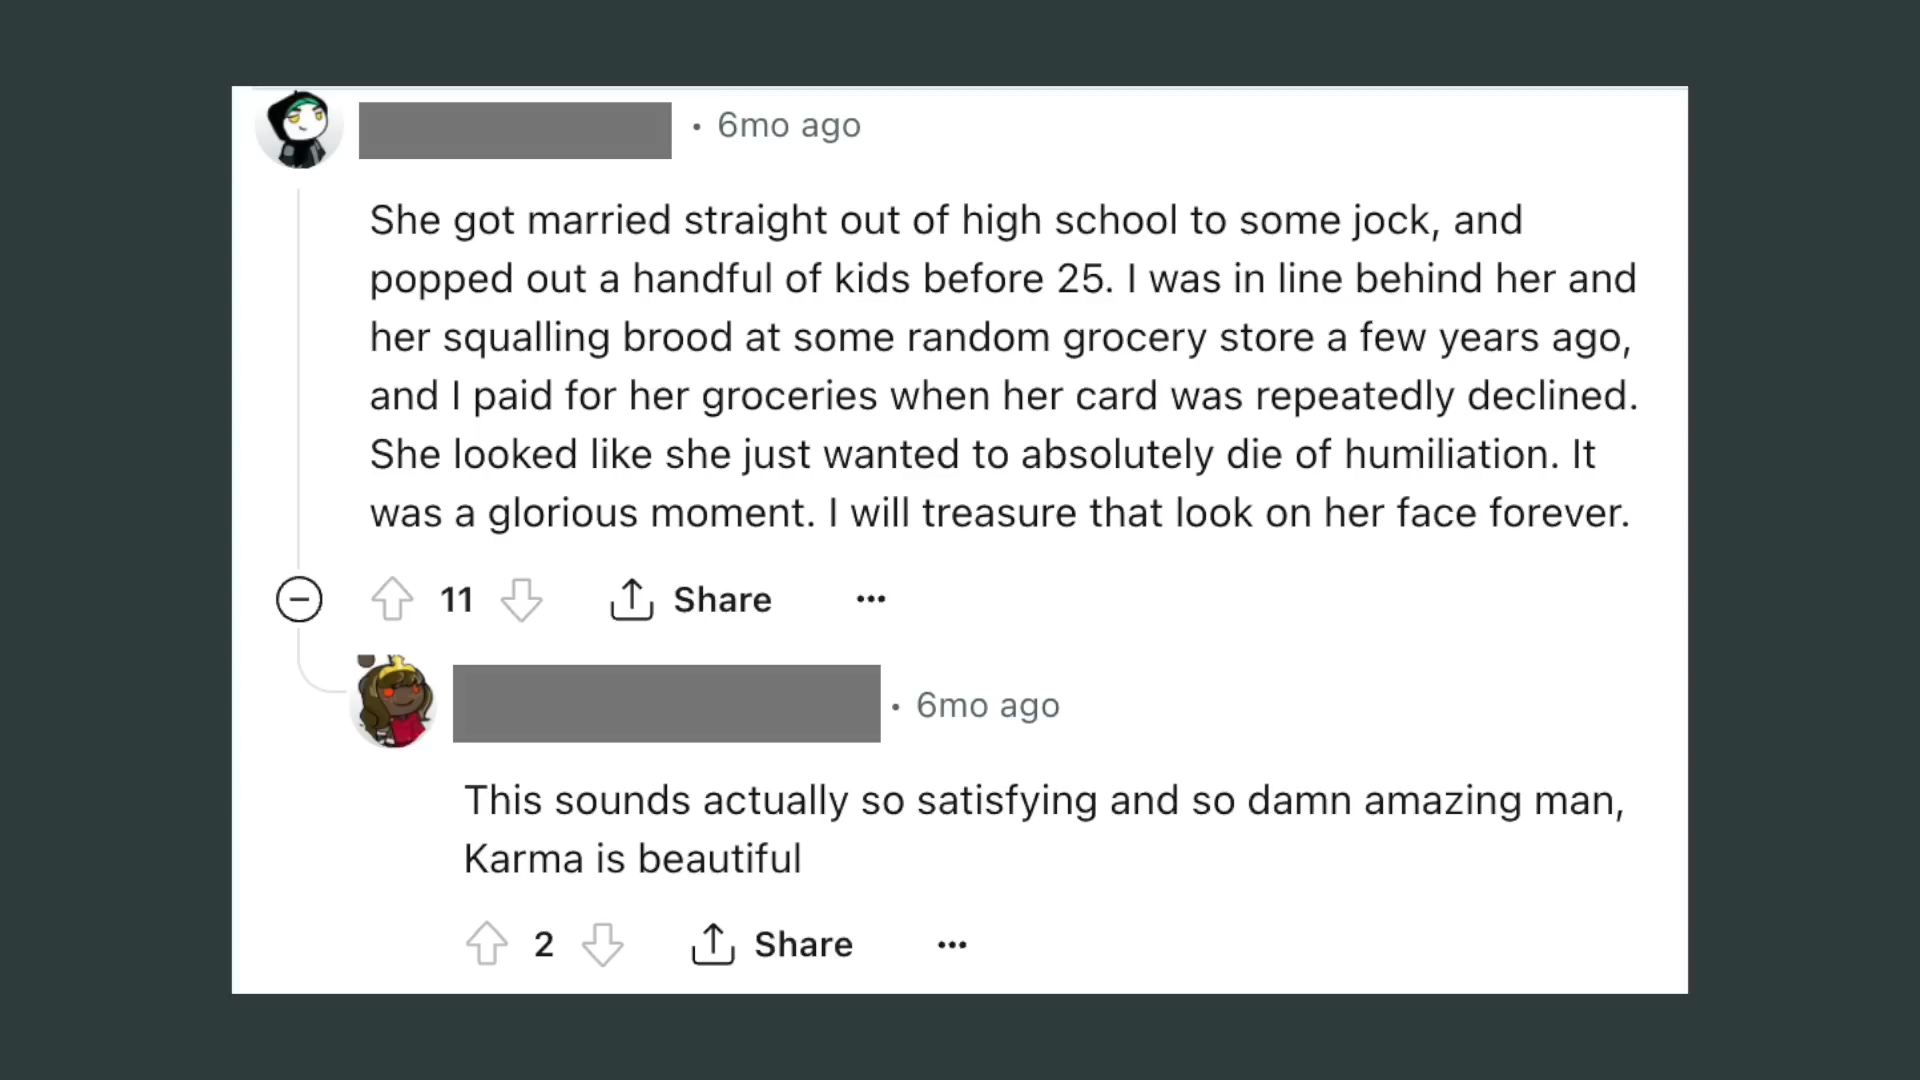 • 6mo ago
She got married straight out of high school to some jock, and
popped out a handful of kids before 25. I was in line behind her and
her squalling brood at some random grocery store a few years ago,
and I paid for her groceries when her card was repeatedly declined.
She looked like she just wanted to absolutely die of humiliation. It
was a glorious moment. I will treasure that look on her face forever.
11 Share ...
• 6mo ago
This sounds actually so satisfying and so damn amazing man,
Karma is beautiful
2 Share ...